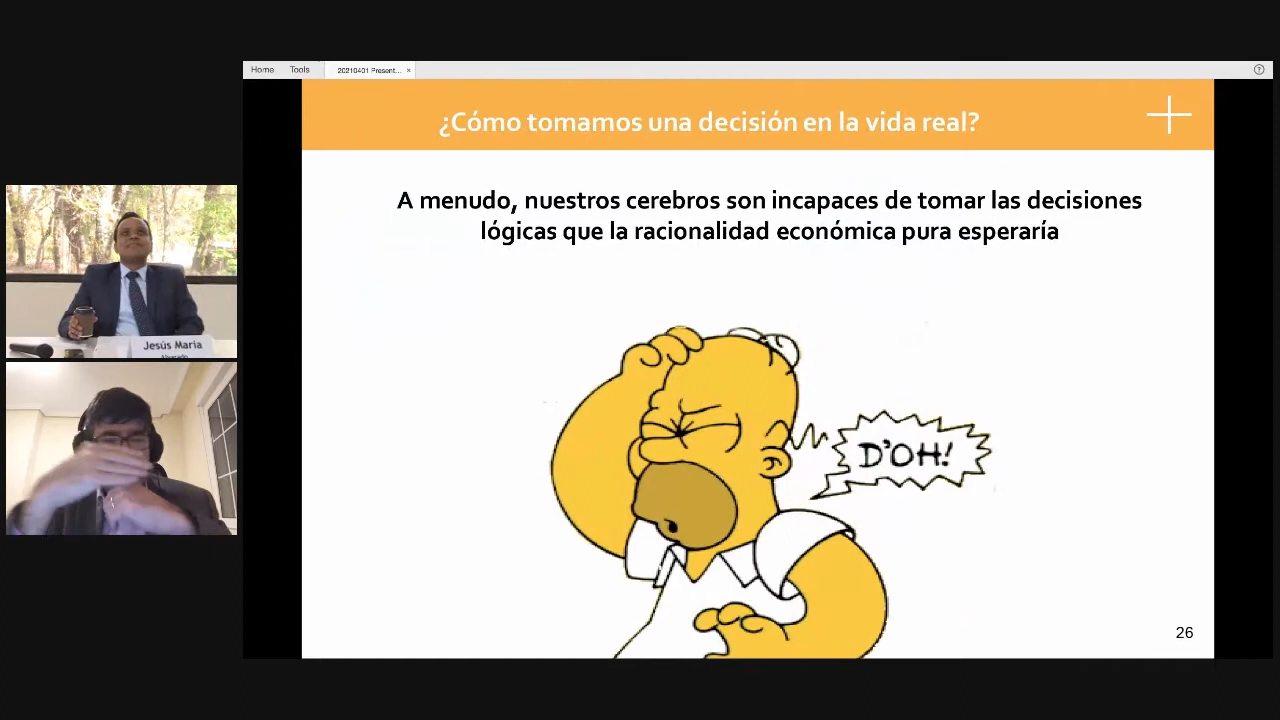 Home Tools 20210401 Present... × ?
¿Cómo tomamos una decisión en la vida real?
A menudo, nuestros cerebros son incapaces de tomar las decisiones
lógicas que la racionalidad económica pura esperaría
Jesús María
Alvarado
D'OH!
26